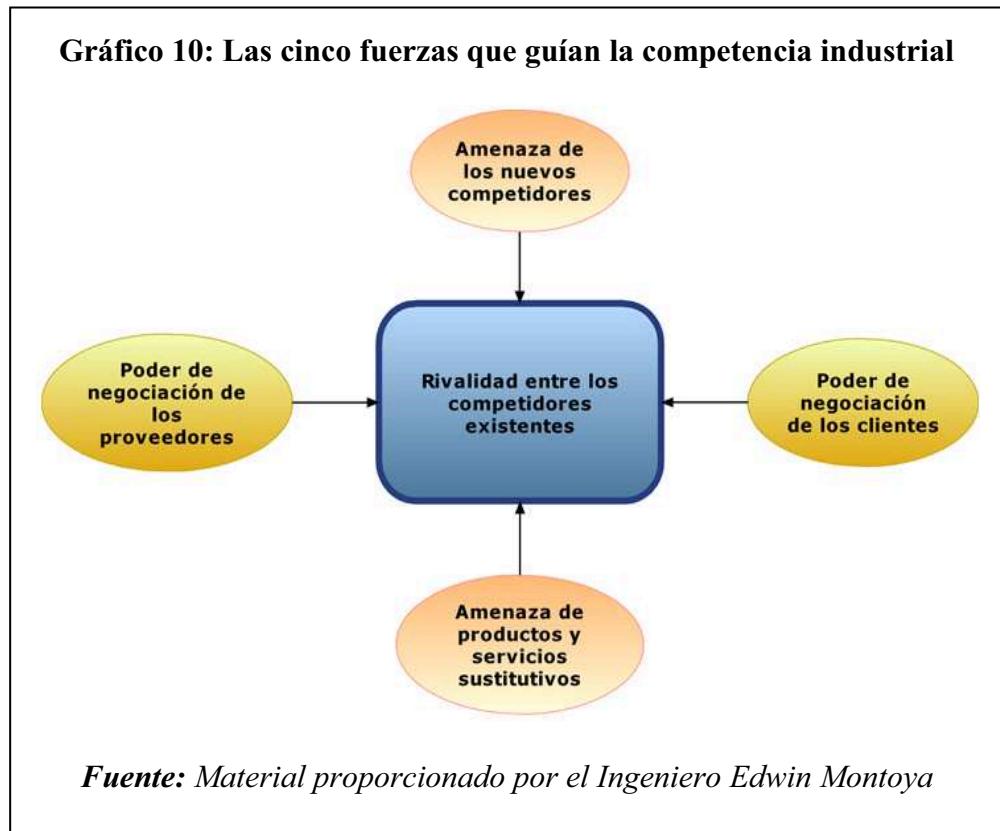 Gráfico 10: Las cinco fuerzas que guían la competencia industrial
Amenaza de
los nuevos
competidores
Poder de
negociación de
los
proveedores
Rivalidad entre los
competidores
existentes
Poder de
negociación
de los clientes
Amenaza de
productos y
servicios
sustitutivos
Fuente: Material proporcionado por el Ingeniero Edwin Montoya